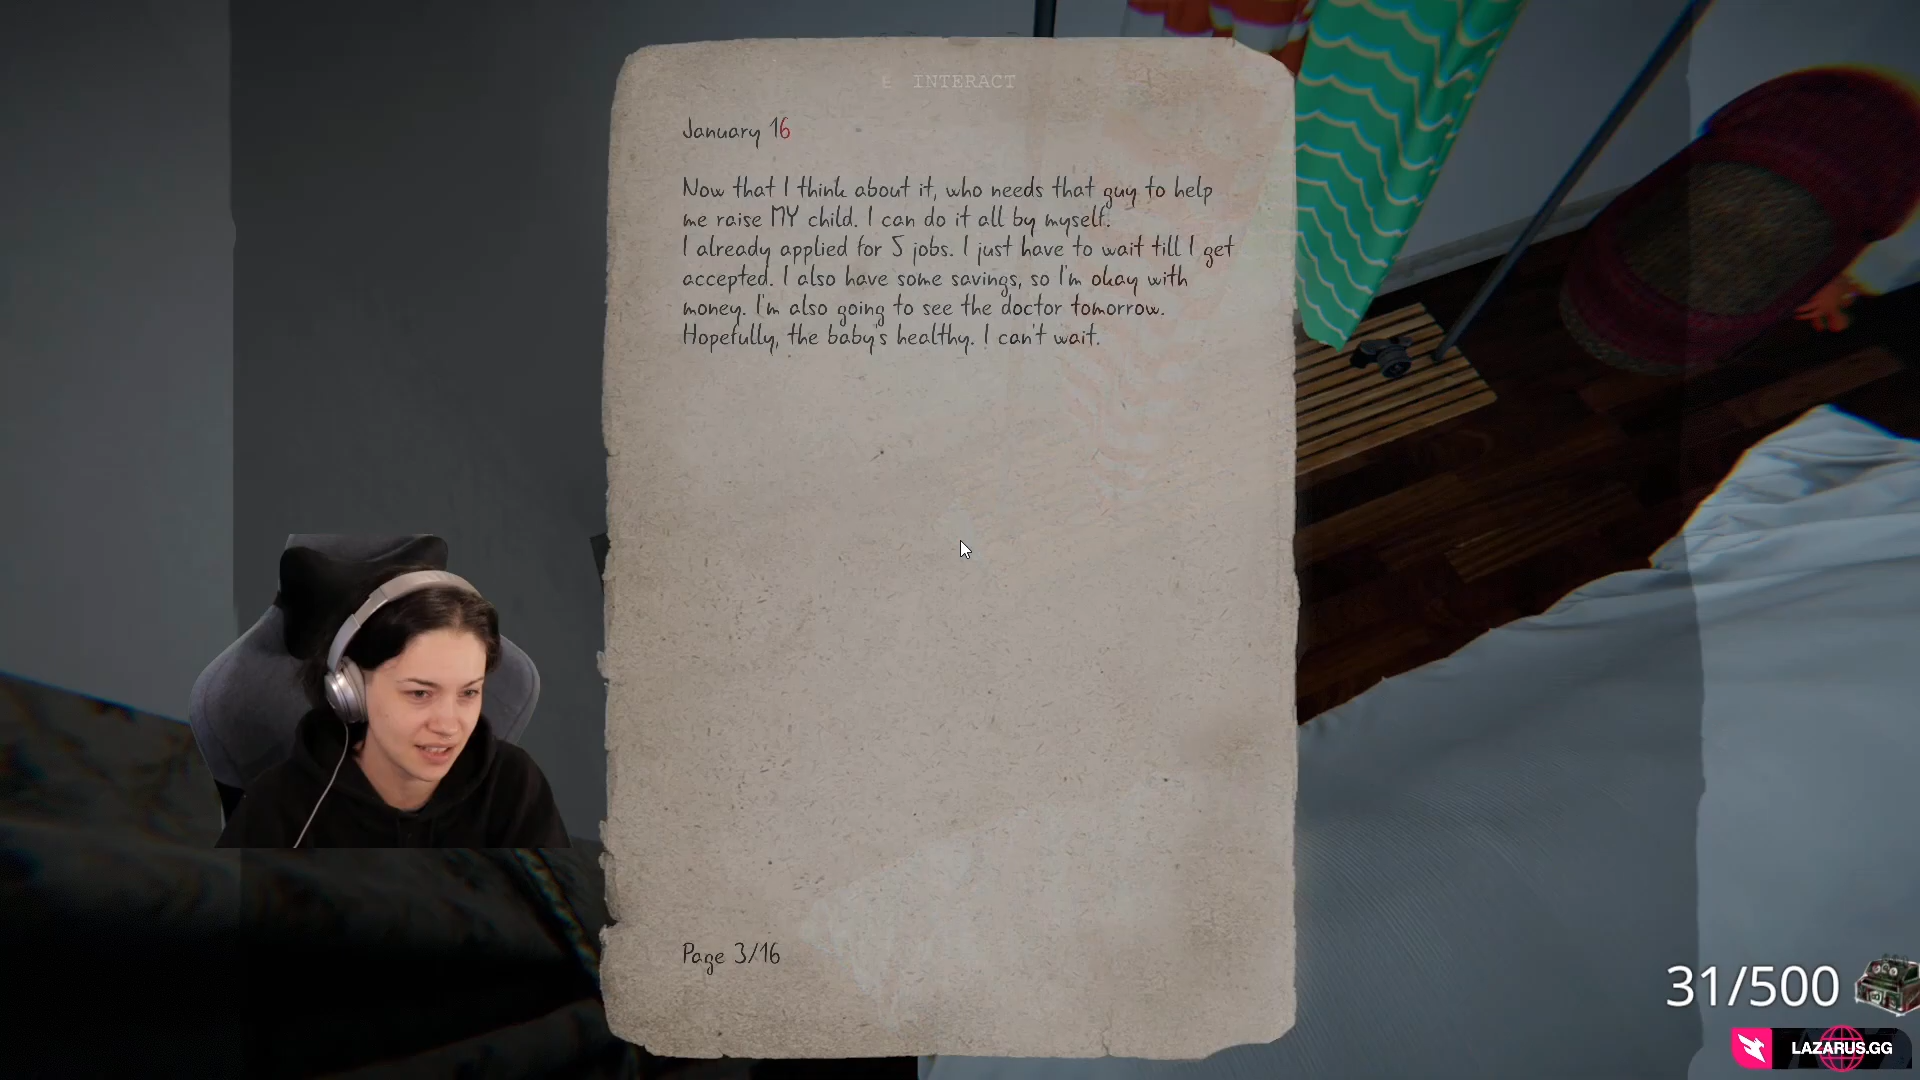 E INTERACT
January 16
Now that I think about it, who needs that guy to help
me raise MY child. I can do it all by myself.
I already applied for 5 jobs. I just have to wait till I get
accepted. I also have some savings, so I'm okay with
money. I'm also going to see the doctor tomorrow.
Hopefully, the baby's healthy. I can't wait.
Page 3/16
31/500
LAZARUS.GG